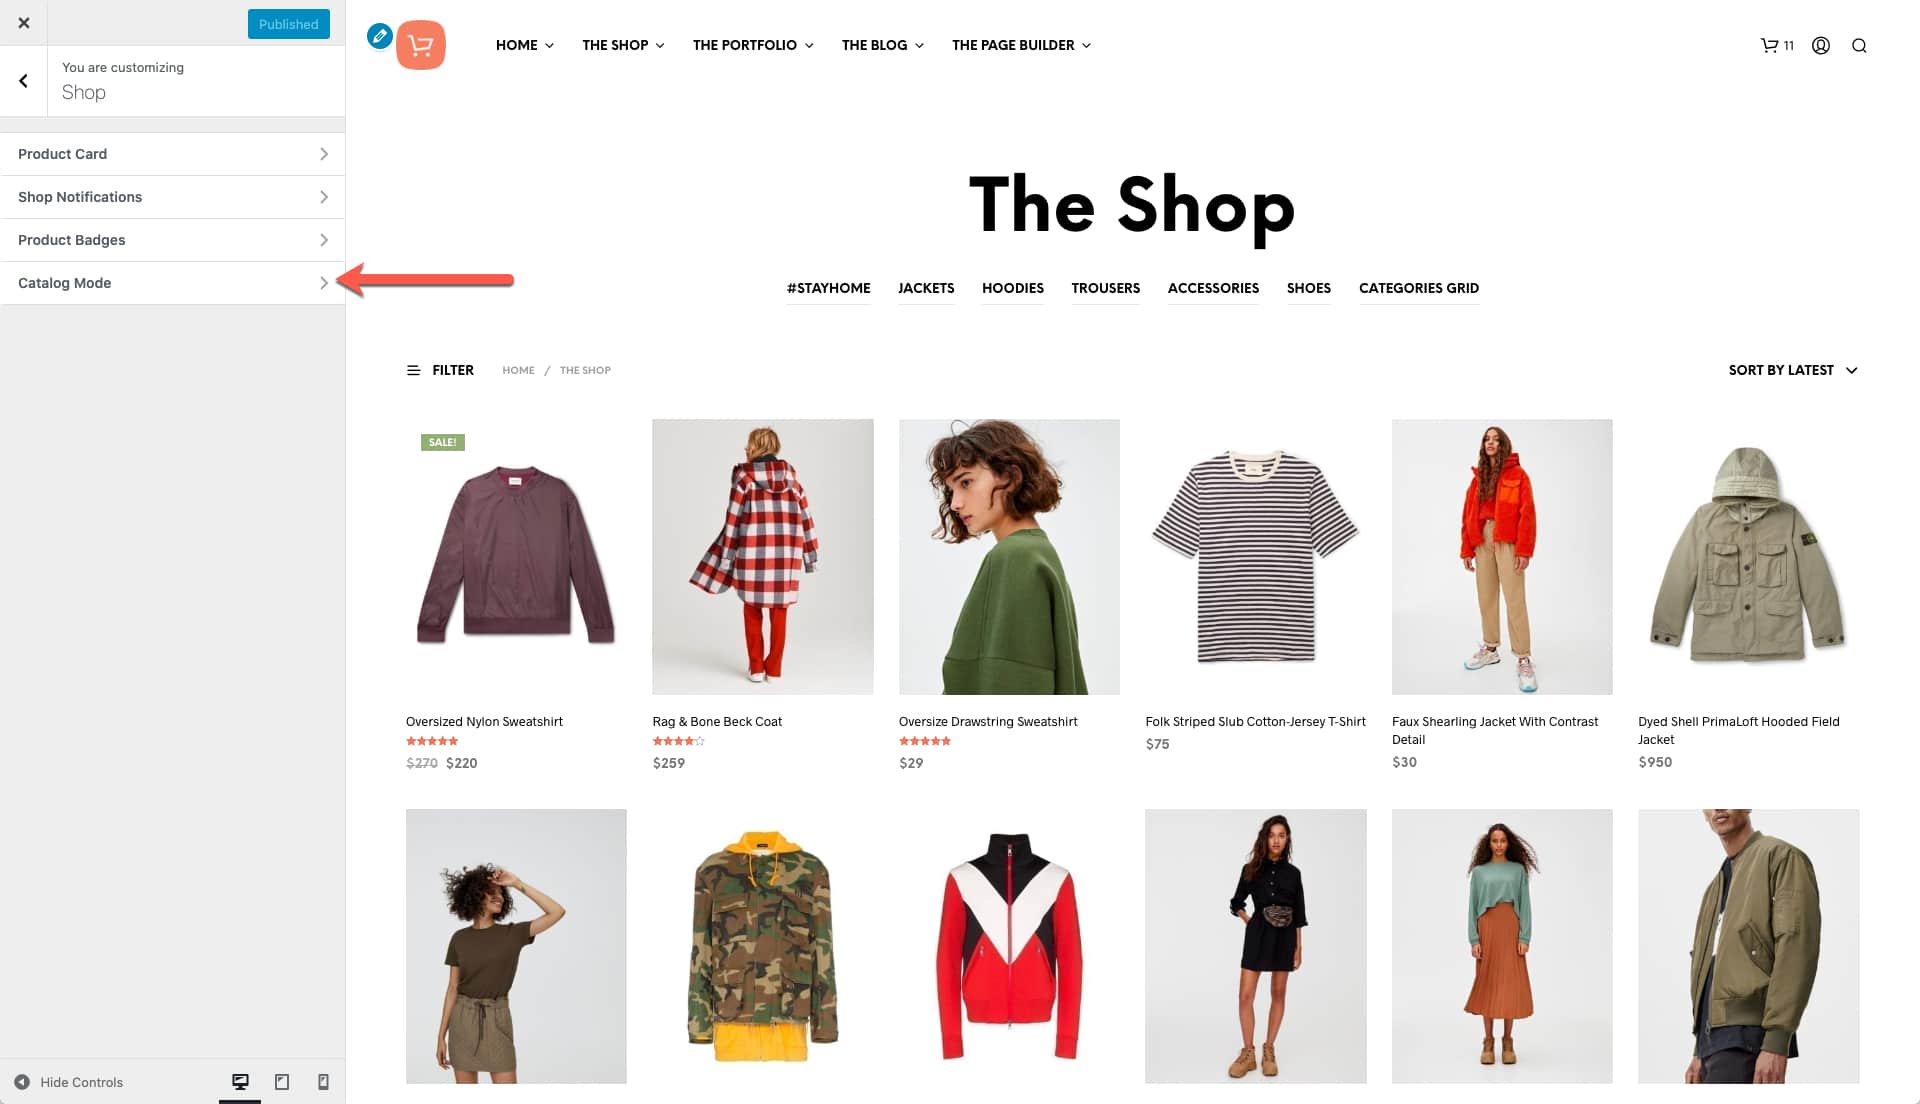 Published
You are customizing
Shop
Product Card
Shop Notifications
Product Badges
Catalog Mode
Hide Controls
HOME THE SHOP THE PORTFOLIO THE BLOG THE PAGE BUILDER 11
The Shop
#STAYHOME JACKETS HOODIES TROUSERS ACCESSORIES SHOES CATEGORIES GRID
FILTER HOME / THE SHOP SORT BY LATEST
SALE!
Oversized Nylon Sweatshirt
$270 $220
Rag & Bone Beck Coat
$259
Oversize Drawstring Sweatshirt
$29
Folk Striped Slub Cotton-Jersey T-Shirt
$75
Faux Shearling Jacket With Contrast
Detail
$30
Dyed Shell PrimaLoft Hooded Field
Jacket
$950